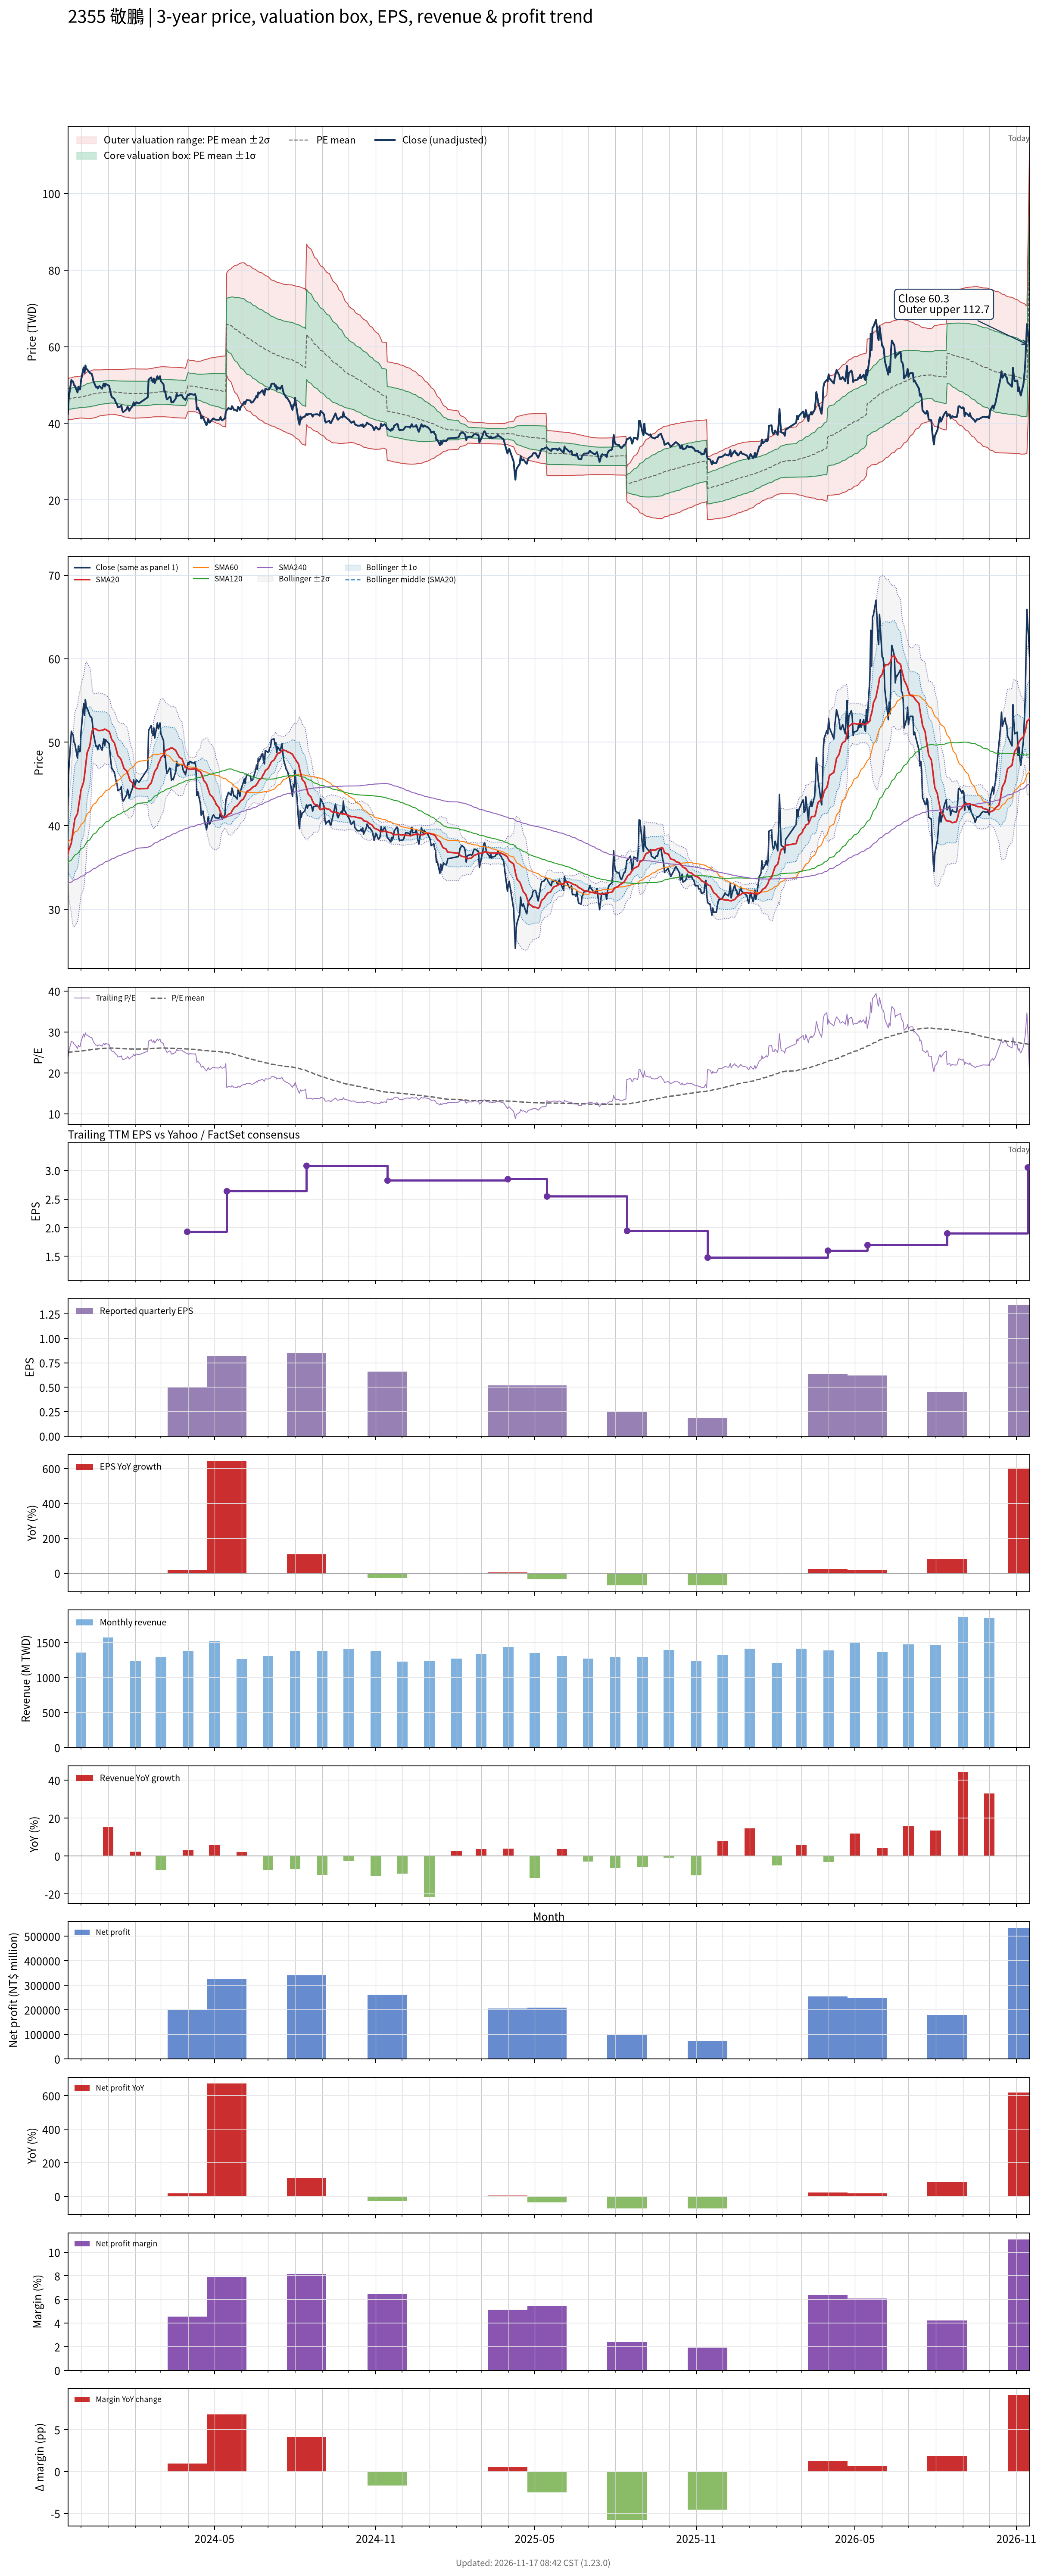 2355 敬鵬 | 3-year price, valuation box, EPS, revenue & profit trend
Outer valuation range: PE mean ±2σ
Core valuation box: PE mean ±1σ
PE mean
Close (unadjusted)
Today
Close 60.3
Outer upper 112.7
Price (TWD)
100
80
60
40
20
Close (same as panel 1)
SMA20
SMA60
SMA120
SMA240
Bollinger ±2σ
Bollinger ±1σ
Bollinger middle (SMA20)
Price
70
60
50
40
30
Trailing P/E
P/E mean
P/E
40
30
20
10
Trailing TTM EPS vs Yahoo / FactSet consensus
Today
EPS
3.0
2.5
2.0
1.5
Reported quarterly EPS
EPS
1.25
1.00
0.75
0.50
0.25
0.00
EPS YoY growth
YoY (%)
600
400
200
0
Monthly revenue
Revenue (M TWD)
1500
1000
500
0
Revenue YoY growth
YoY (%)
40
20
0
-20
Month
Net profit
Net profit (NT$ million)
500000
400000
300000
200000
100000
0
Net profit YoY
YoY (%)
600
400
200
0
Net profit margin
Margin (%)
10
8
6
4
2
0
Margin YoY change
Δ margin (pp)
5
0
-5
2024-05
2024-11
2025-05
2025-11
2026-05
2026-11
Updated: 2026-11-17 08:42 CST (1.23.0)